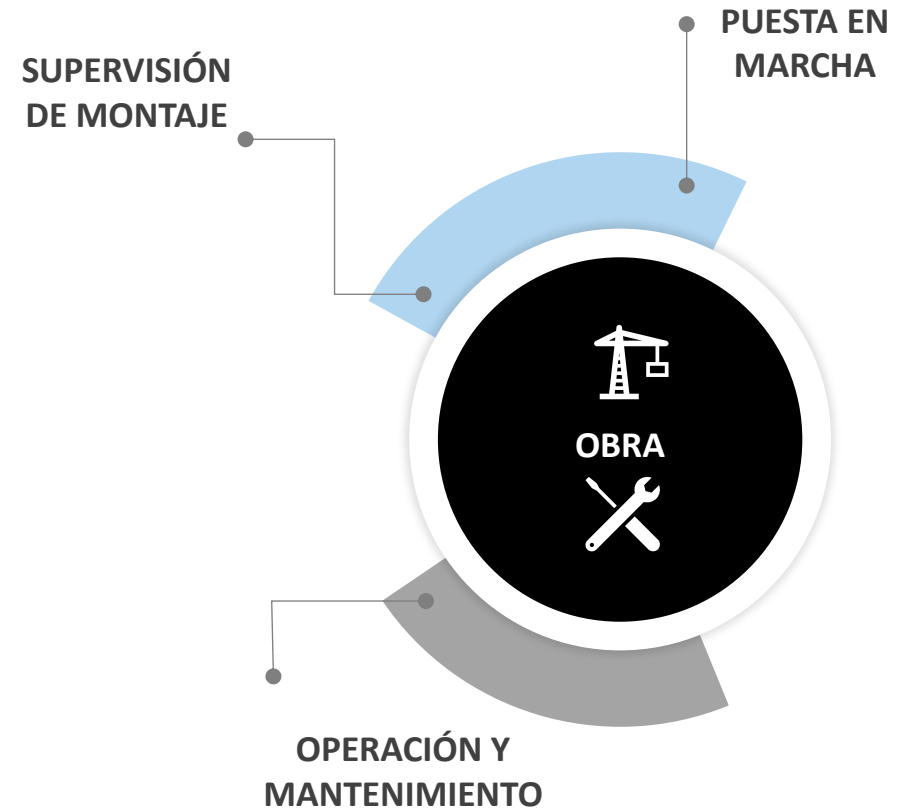 PUESTA EN
MARCHA
SUPERVISIÓN
DE MONTAJE
OBRA
OPERACIÓN Y
MANTENIMIENTO